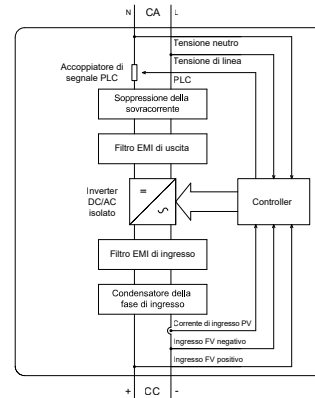 N CA L
Tensione neutro
Tensione di linea
Accoppiatore di
segnale PLC
PLC
Soppressione della
sovracorrente
Filtro EMI di uscita
Inverter
DC/AC
isolato
Controller
Filtro EMI di ingresso
Condensatore della
fase di ingresso
Corrente di ingresso PV
Ingresso FV negativo
Ingresso FV positivo
+ CC -